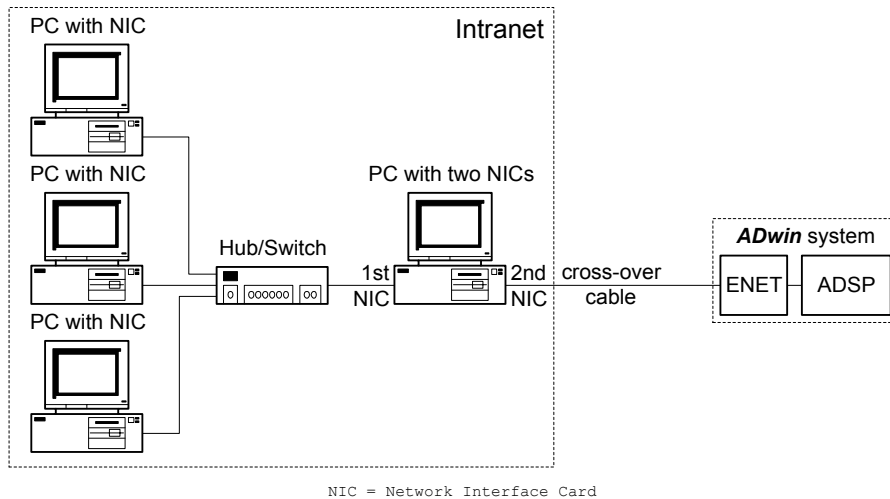 PC with NIC
Intranet
PC with NIC
PC with two NICs
Hub/Switch
1st
NIC
2nd
NIC
cross-over
cable
ADwin system
ENET
ADSP
PC with NIC
NIC = Network Interface Card